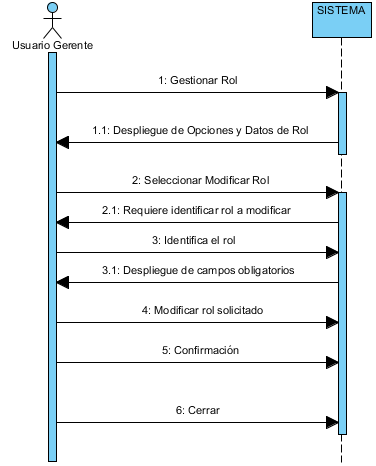 SISTEMA
Usuario Gerente
1: Gestionar Rol
1.1: Despliegue de Opciones y Datos de Rol
2: Seleccionar Modificar Rol
2.1: Requiere identificar rol a modificar
3: Identifica el rol
3.1: Despliegue de campos obligatorios
4: Modificar rol solicitado
5: Confirmación
6: Cerrar